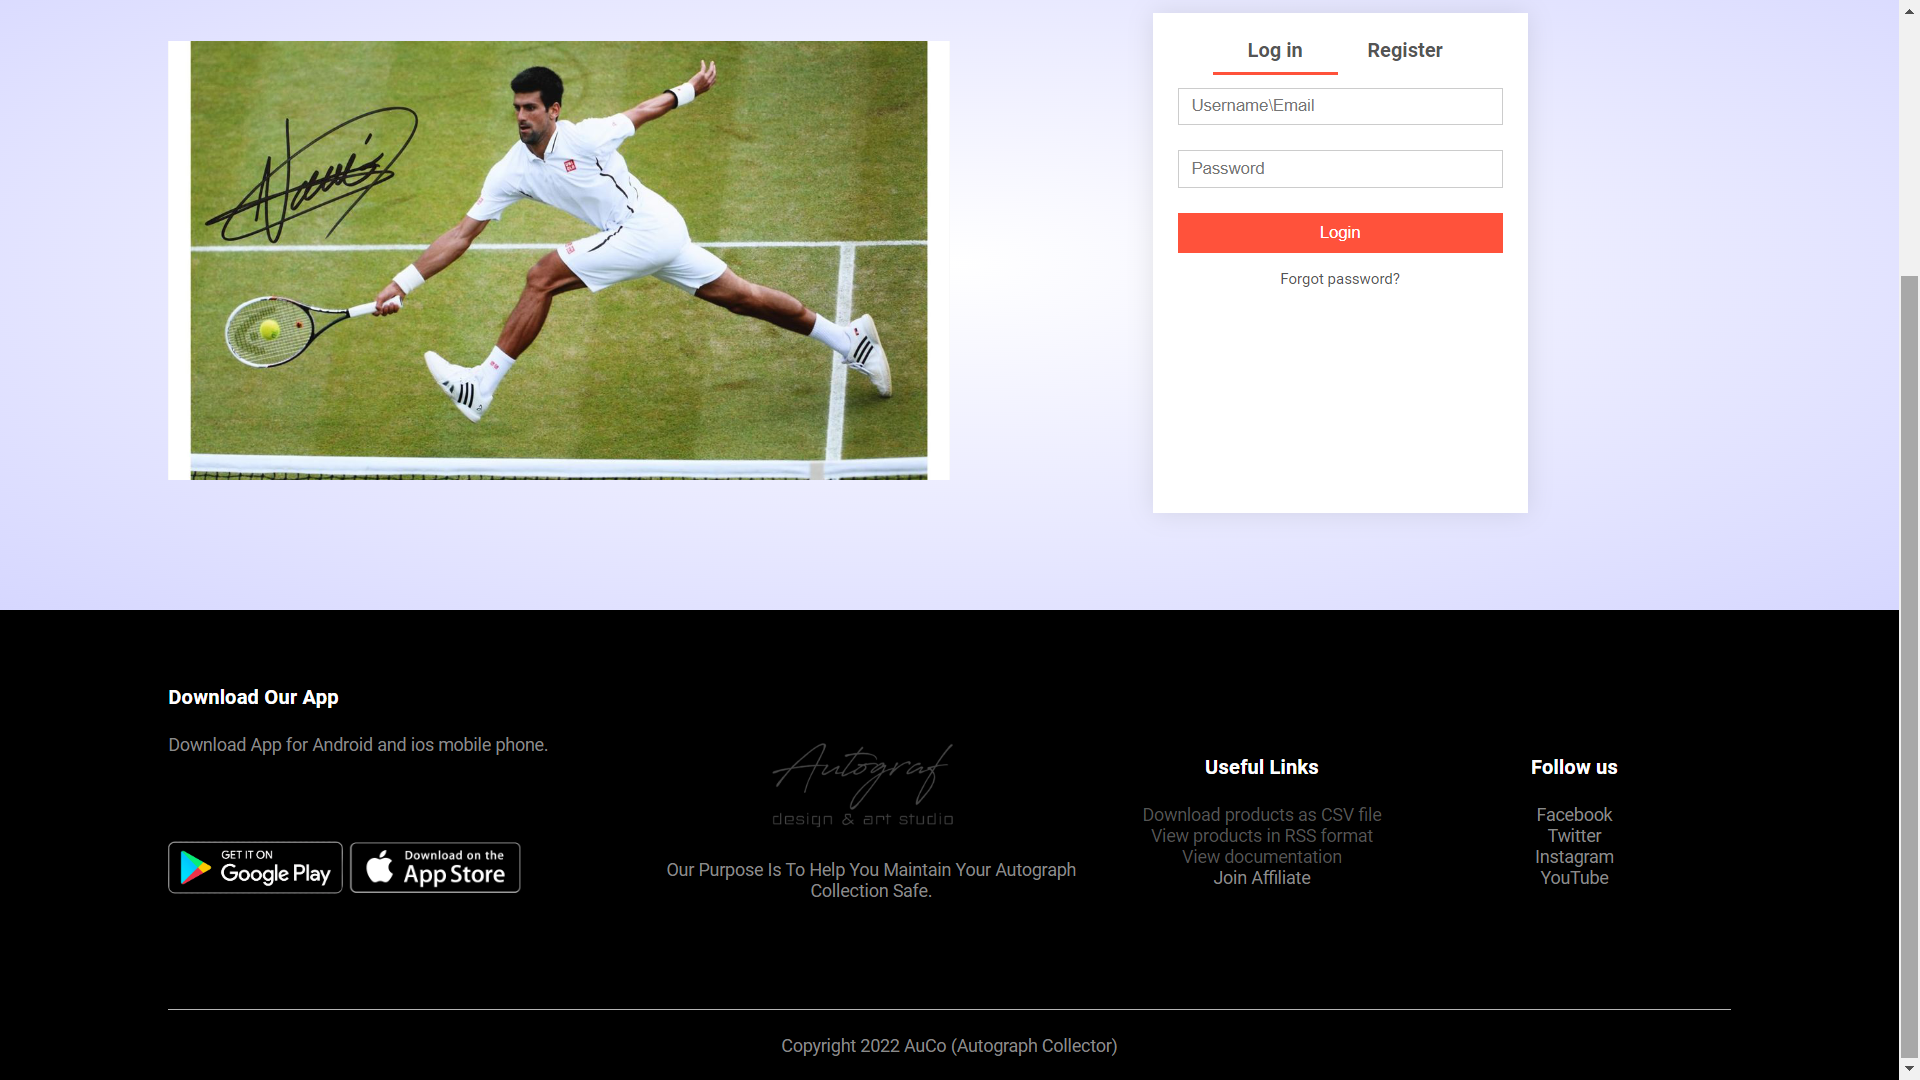 Log in
Register
Username\Email
Password
Login
Forgot password?
Download Our App
Download App for Android and ios mobile phone.
GET IT ON
Google Play
Download on the
App Store
Autograf
design & art studio
Our Purpose Is To Help You Maintain Your Autograph
Collection Safe.
Useful Links
Download products as CSV file
View products in RSS format
View documentation
Join Affiliate
Follow us
Facebook
Twitter
Instagram
YouTube
Copyright 2022 AuCo (Autograph Collector)